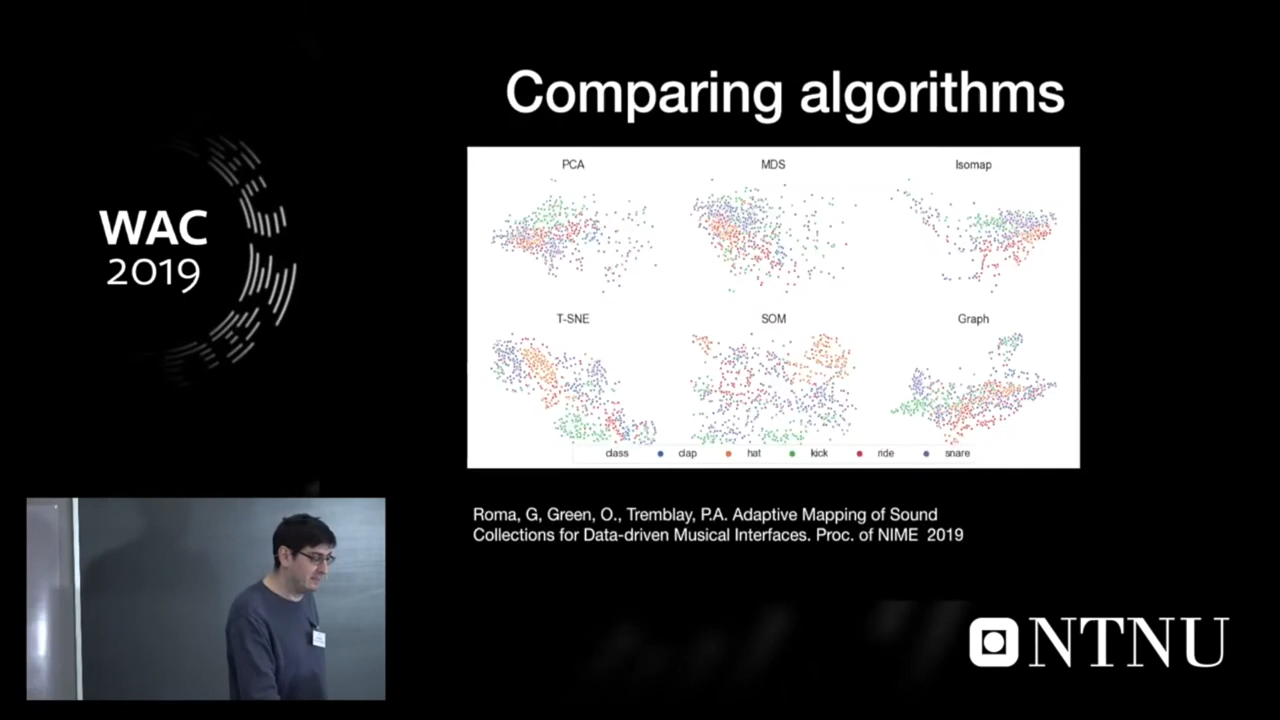 Comparing algorithms
WAC
2019
PCA
MDS
Isomap
T-SNE
SOM
Graph
class clap hat kick ride snare
Roma, G, Green, O., Tremblay, P.A. Adaptive Mapping of Sound
Collections for Data-driven Musical Interfaces. Proc. of NIME 2019
NTNU